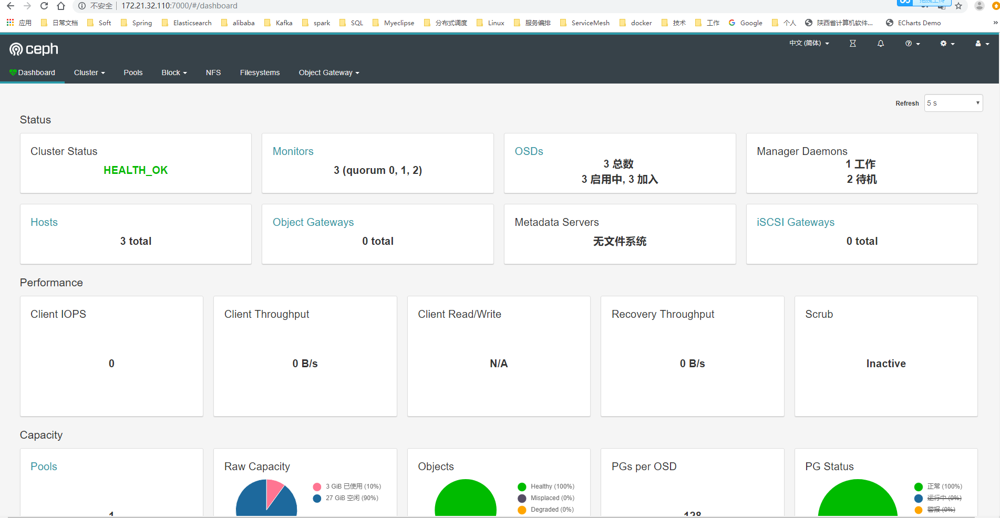 不安全 172.21.32.110:7000/#/dashboard
应用 日常文档 Soft Spring Elasticsearch alibaba Kafka spark SQL Myeclipse 分布式调度 Linux 服务编排 ServiceMesh docker 技术 工作 Google 个人 陕西省计算机软件... ECharts Demo »
ceph 中文 (简体)
Dashboard Cluster Pools Block NFS Filesystems Object Gateway
Refresh 5 s
Status
Cluster Status
HEALTH_OK
Monitors
3 (quorum 0, 1, 2)
OSDs
3 总数
3 启用中, 3 加入
Manager Daemons
1 工作
2 待机
Hosts
3 total
Object Gateways
0 total
Metadata Servers
无文件系统
iSCSI Gateways
0 total
Performance
Client IOPS
0
Client Throughput
0 B/s
Client Read/Write
N/A
Recovery Throughput
0 B/s
Scrub
Inactive
Capacity
Pools
1
Raw Capacity
3 GiB 已使用 (10%)
27 GiB 空闲 (90%)
Objects
Healthy (100%)
Misplaced (0%)
Degraded (0%)
PGs per OSD
128
PG Status
正常 (100%)
运行中 (0%)
警报 (0%)